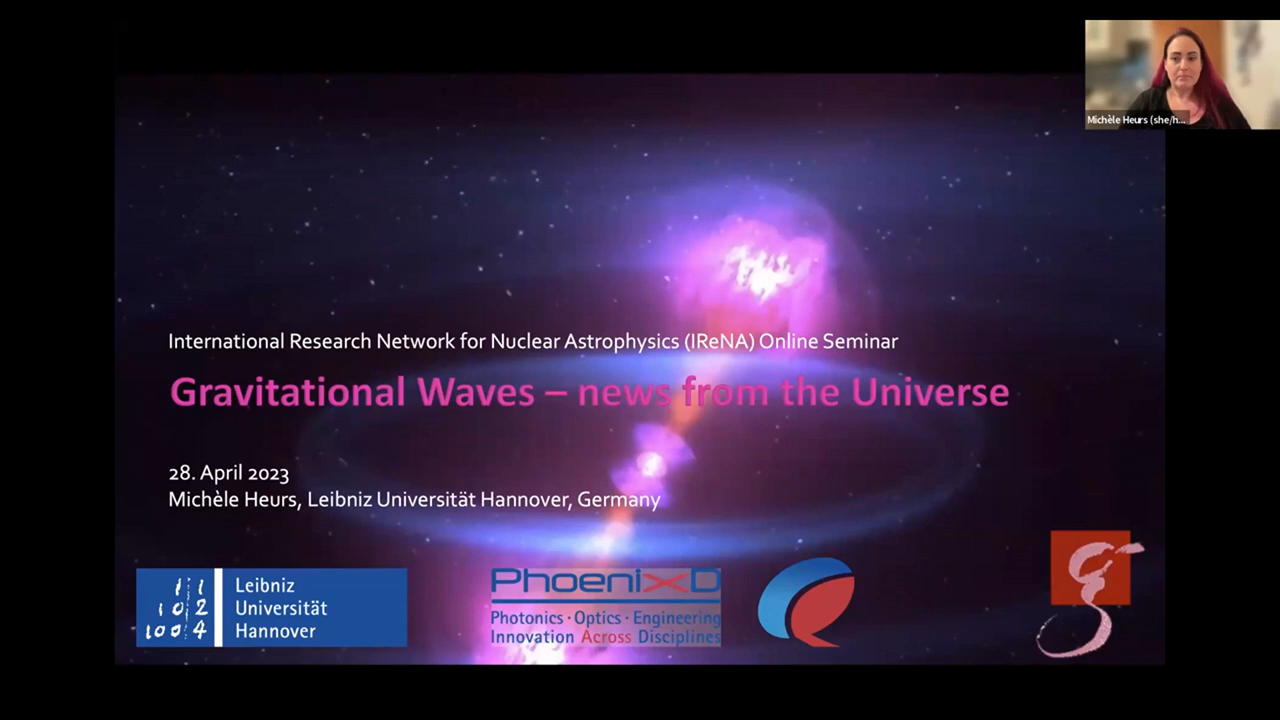 Michèle Heurs (she/h...
International Research Network for Nuclear Astrophysics (IReNA) Online Seminar
Gravitational Waves – news from the Universe
28. April 2023
Michèle Heurs, Leibniz Universität Hannover, Germany
Leibniz
Universität
Hannover
PhoenixD
Photonics · Optics · Engineering
Innovation Across Disciplines